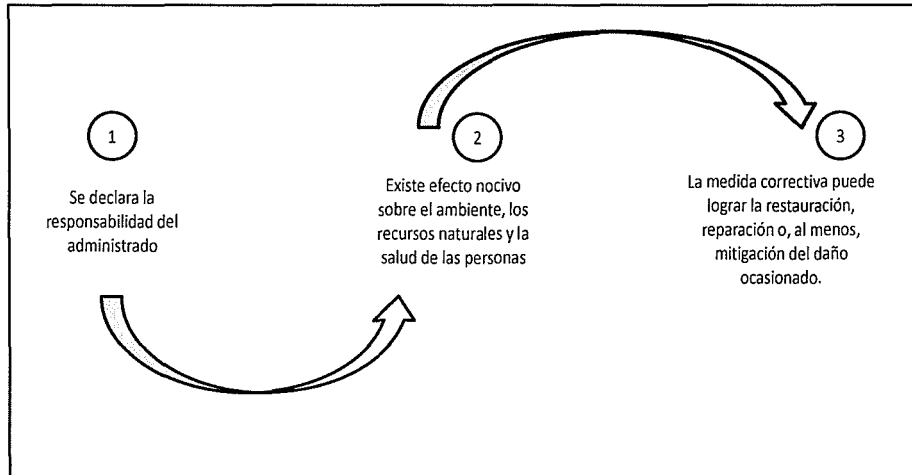 1
Se declara la
responsabilidad del
administrado
2
Existe efecto nocivo
sobre el ambiente, los
recursos naturales y la
salud de las personas
3
La medida correctiva puede
lograr la restauración,
reparación o, al menos,
mitigación del daño
ocasionado.